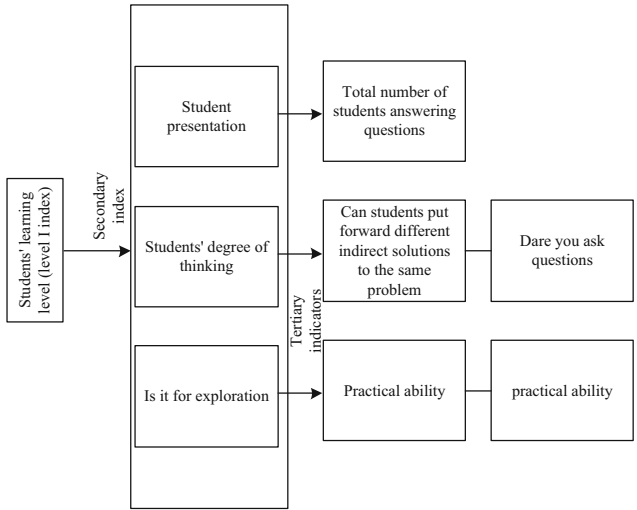 Students' learning
level (level I index)
Secondary
index
Student
presentation
Students' degree of
thinking
Is it for exploration
Tertiary
indicators
Total number of
students answering
questions
Can students put
forward different
indirect solutions
to the same
problem
Dare you ask
questions
Practical ability
practical ability